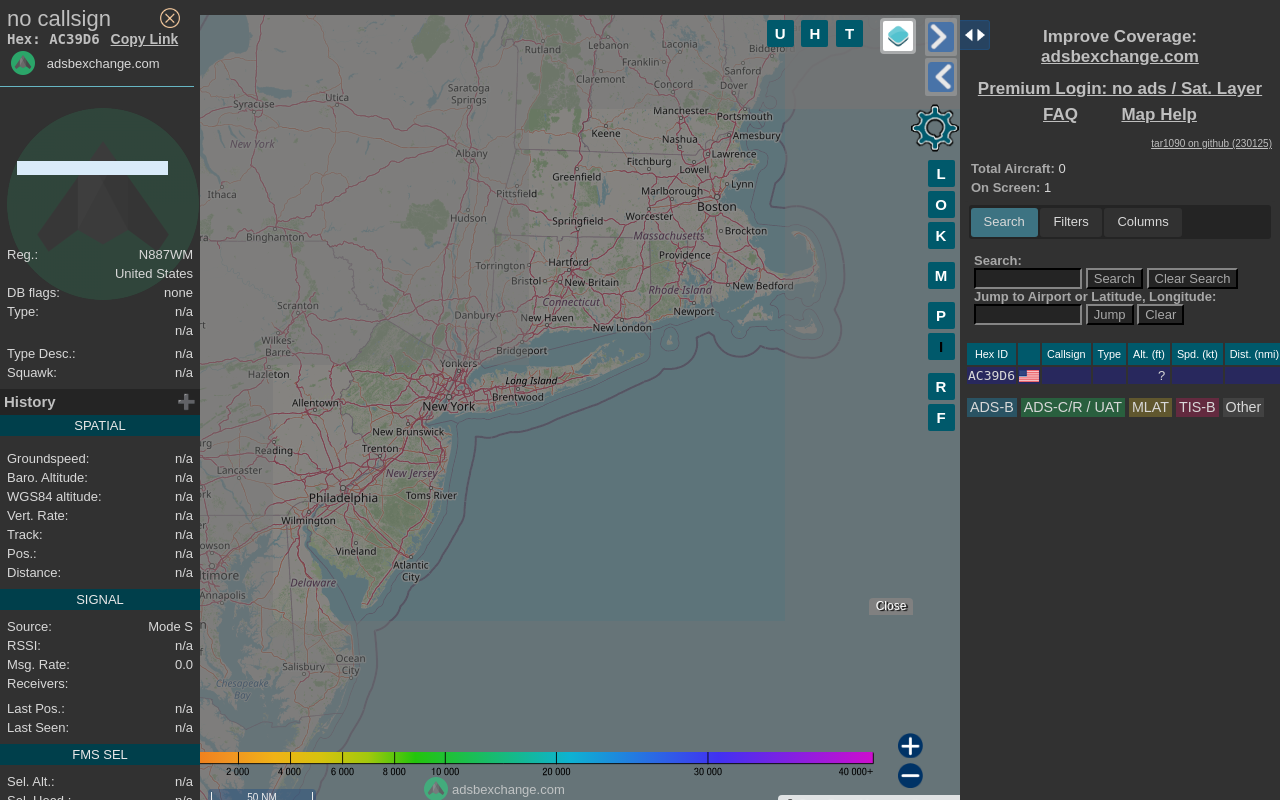 no callsign
Hex: AC39D6 Copy Link
adsbexchange.com
Reg.: N887WM
United States
DB flags: none
Type: n/a
n/a
Type Desc.: n/a
Squawk: n/a
History
SPATIAL
Groundspeed: n/a
Baro. Altitude: n/a
WGS84 altitude: n/a
Vert. Rate: n/a
Track: n/a
Pos.: n/a
Distance: n/a
SIGNAL
Source: Mode S
RSSI: n/a
Msg. Rate: 0.0
Receivers:
Last Pos.: n/a
Last Seen: n/a
FMS SEL
Sel. Alt.: n/a
Rutland
Lebanon
Laconia
Franklin
Claremont
Sanford
Concord
Dover
Utica
Saratoga
Springs
Syracuse
Manchester
Portsmouth
Keene
Nashua
Amesbury
New York
Albany
Fitchburg
Lawrence
Lowell
Greenfield
Ithaca
Pittsfield
Marlborough
Lynn
Boston
Hudson
Springfield
Worcester
Brockton
Binghamton
Massachusetts
Providence
Torrington
Hartford
Bristol
New Britain
Rhode Island
New Bedford
Scranton
Connecticut
Danbury
New Haven
New London
Newport
Wilkes-
Barre
Bridgeport
Hazleton
Yonkers
Long Island
Allentown
New York
Brentwood
New Brunswick
Reading
Trenton
Lancaster
New Jersey
Philadelphia
Toms River
Wilmington
Vineland
Atlantic
City
Delaware
Annapolis
Salisbury
Ocean
City
Chesapeake
Bay
U H T
L
O
K
M
P
I
R
F
Close
2 000 4 000 6 000 8 000 10 000 20 000 30 000 40 000+
50 NM
adsbexchange.com
Improve Coverage:
adsbexchange.com
Premium Login: no ads / Sat. Layer
FAQ Map Help
tar1090 on github (230125)
Total Aircraft: 0
On Screen: 1
Search Filters Columns
Search:
Search Clear Search
Jump to Airport or Latitude, Longitude:
Jump Clear
Hex ID Callsign Type Alt. (ft) Spd. (kt) Dist. (nmi)
AC39D6 ?
ADS-B ADS-C/R / UAT MLAT TIS-B Other